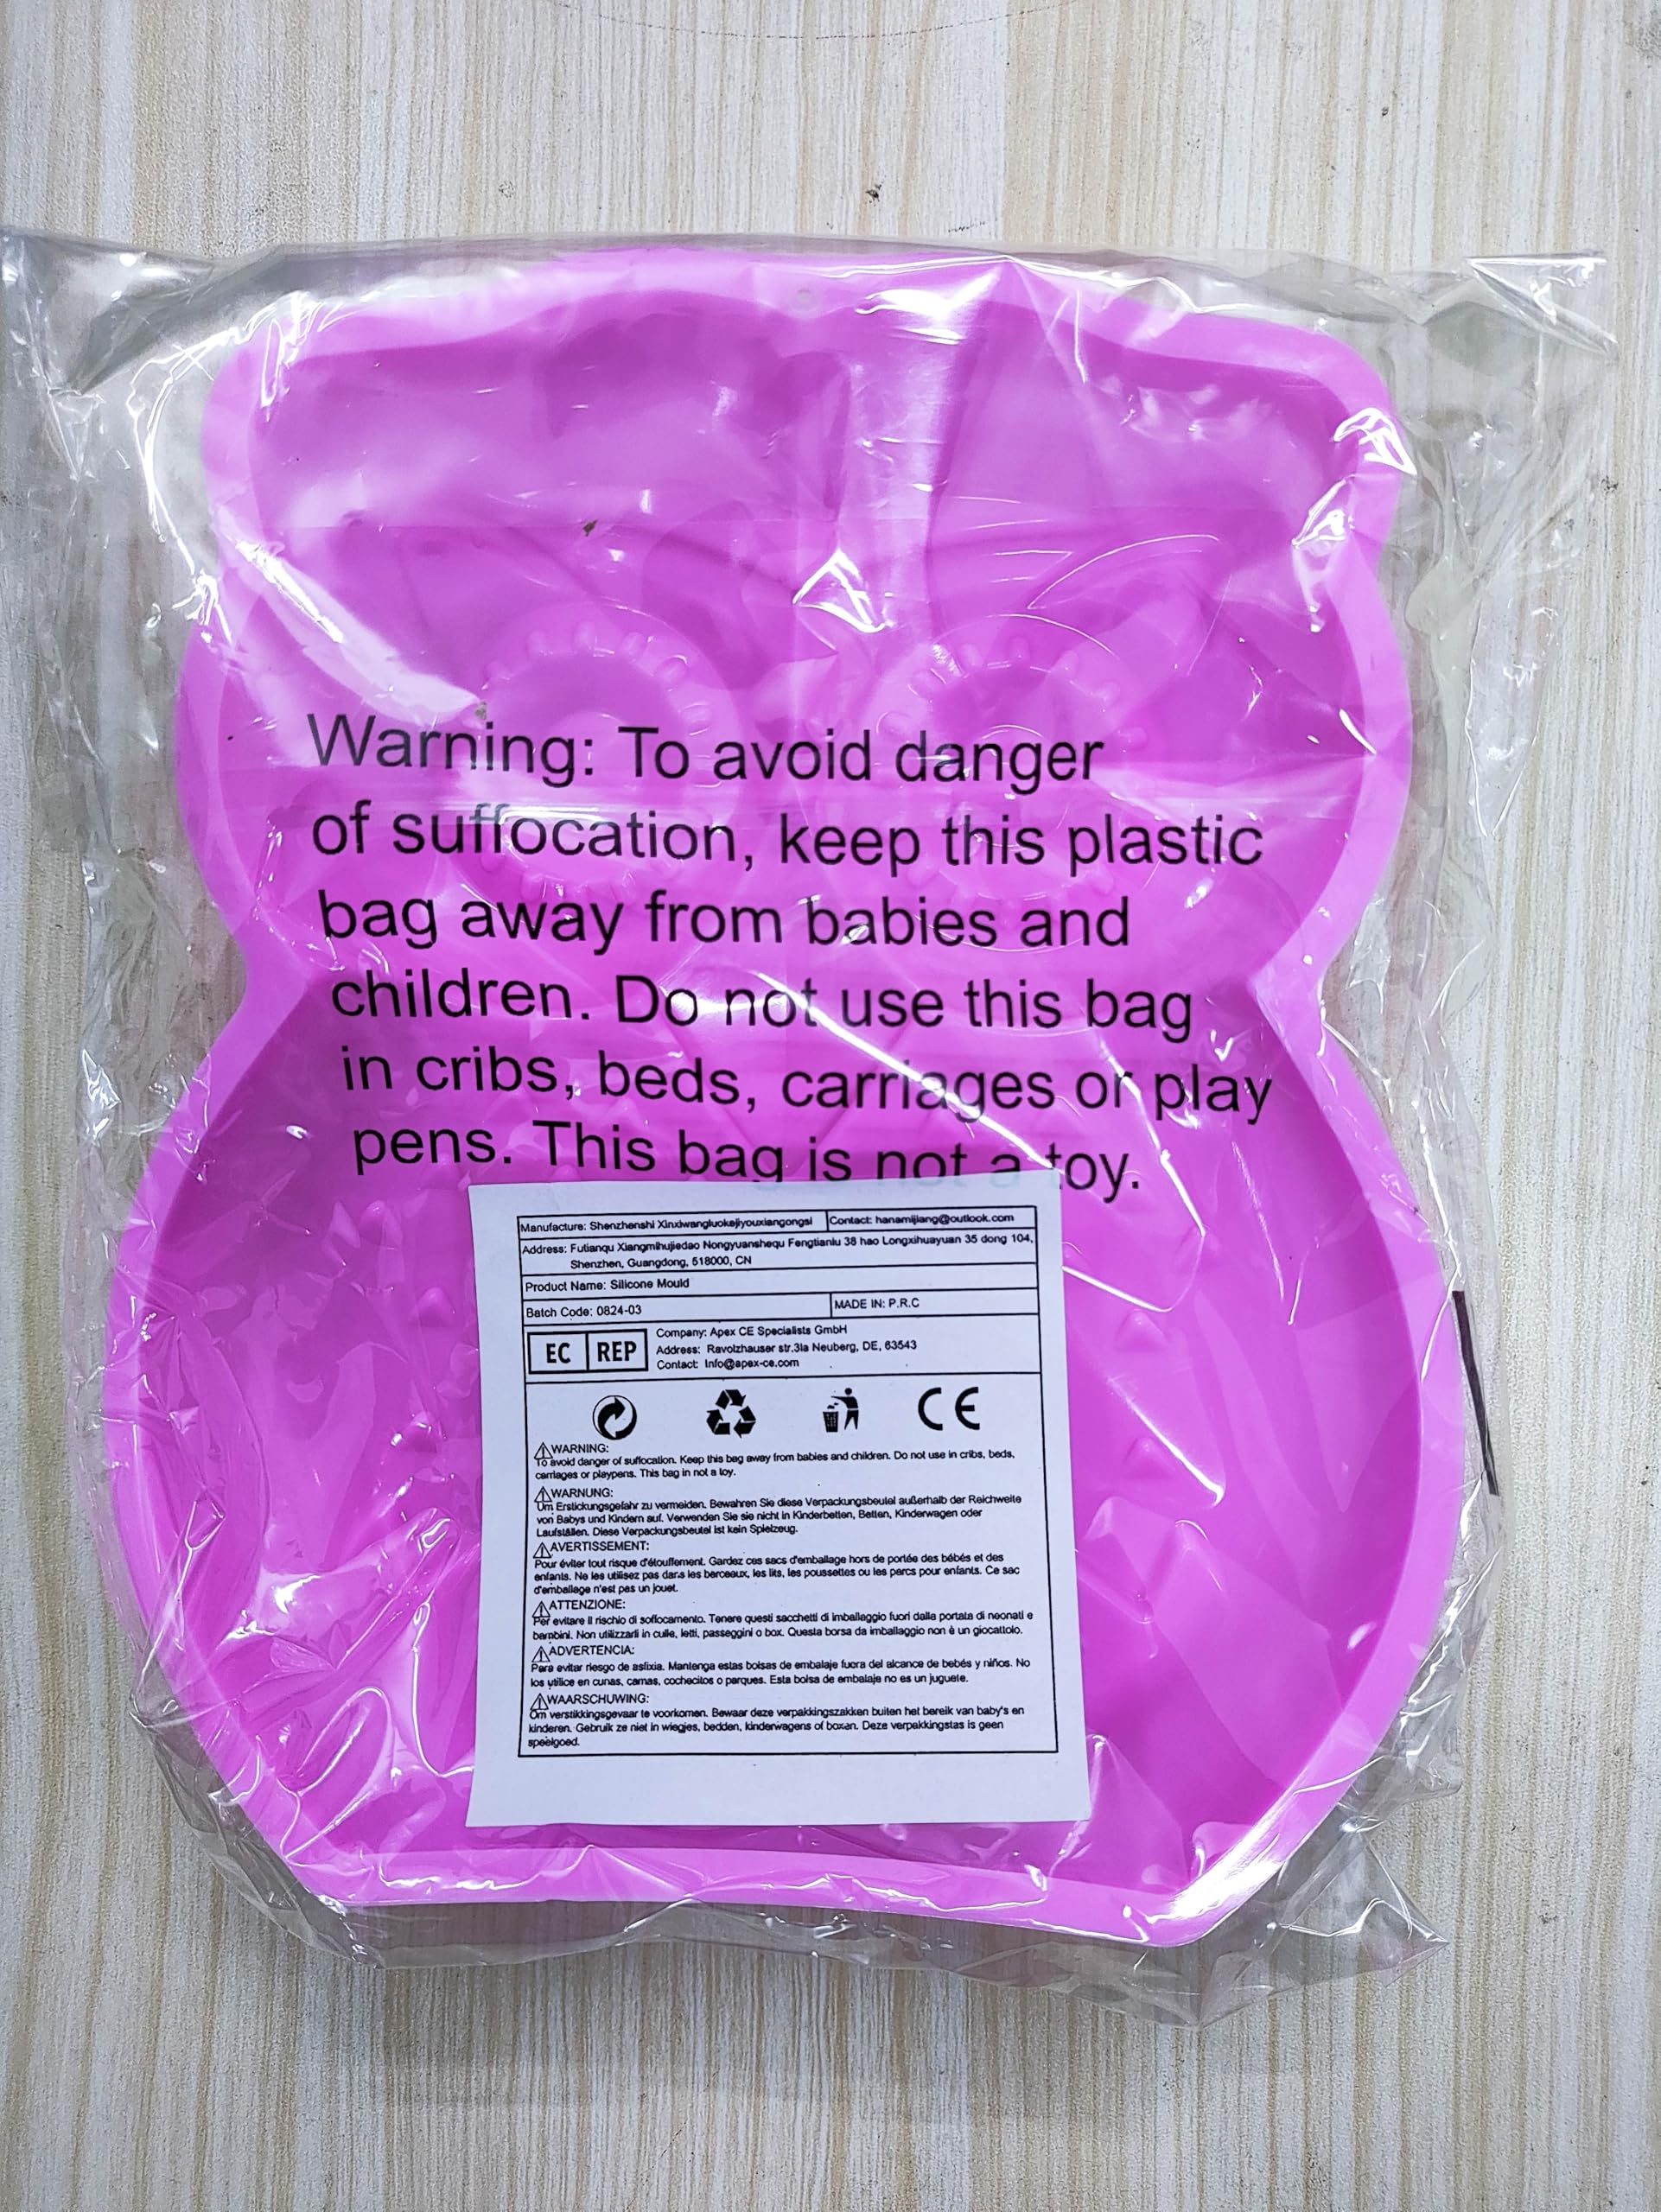 Warning: To avoid danger
of suffocation, keep this plastic
bag away from babies and
children. Do not use this bag
in cribs, beds, carriages or play
pens. This bag is not a toy.
Manufacture: Shenzhenshi Xinxiwangluokejiyouxiangongsi Contact: hanamijiang@outlook.com
Address: Futianqu Xiangmihujiedao Nongyuanshequ Fengtianlu 38 hao Longxihuayuan 35 dong 104,
Shenzhen, Guangdong, 518000, CN
Product Name: Silicone Mould
Batch Code: 0824-03 MADE IN: P.R.C
EC REP
Company: Apex CE Specialists GmbH
Address: Ravolzhauser str.3la Neuberg, DE, 63543
Contact: Info@apex-ce.com
CE
WARNING:
To avoid danger of suffocation. Keep this bag away from babies and children. Do not use in cribs, beds,
carriages or playpens. This bag in not a toy.
WARNUNG:
Um Erstickungsgefahr zu vermeiden. Bewahren Sie diese Verpackungsbeutel außerhalb der Reichweite
von Babys und Kindern auf. Verwenden Sie sie nicht in Kinderbetten, Betten, Kinderwagen oder
Laufställen. Diese Verpackungsbeutel ist kein Spielzeug.
AVERTISSEMENT:
Pour éviter tout risque d'étouffement. Gardez ces sacs d'emballage hors de portée des bébés et des
enfants. Ne les utilisez pas dans les berceaux, les lits, les poussettes ou les parcs pour enfants. Ce sac
d'emballage n'est pas un jouet.
ATTENZIONE:
Per evitare il rischio di soffocamento. Tenere questi sacchetti di imballaggio fuori dalla portata di neonati e
bambini. Non utilizzarli in culle, letti, passeggini o box. Questa borsa da imballaggio non è un giocattolo.
ADVERTENCIA:
Para evitar riesgo de asfixia. Mantenga estas bolsas de embalaje fuera del alcance de bebés y niños. No
los utilice en cunas, camas, cochecitos o parques. Esta bolsa de embalaje no es un juguete.
WAARSCHUWING:
Om verstikkingsgevaar te voorkomen. Bewaar deze verpakkingszakken buiten het bereik van baby's en
kinderen. Gebruik ze niet in wiegjes, bedden, kinderwagens of boxen. Deze verpakkingstas is geen
speelgoed.